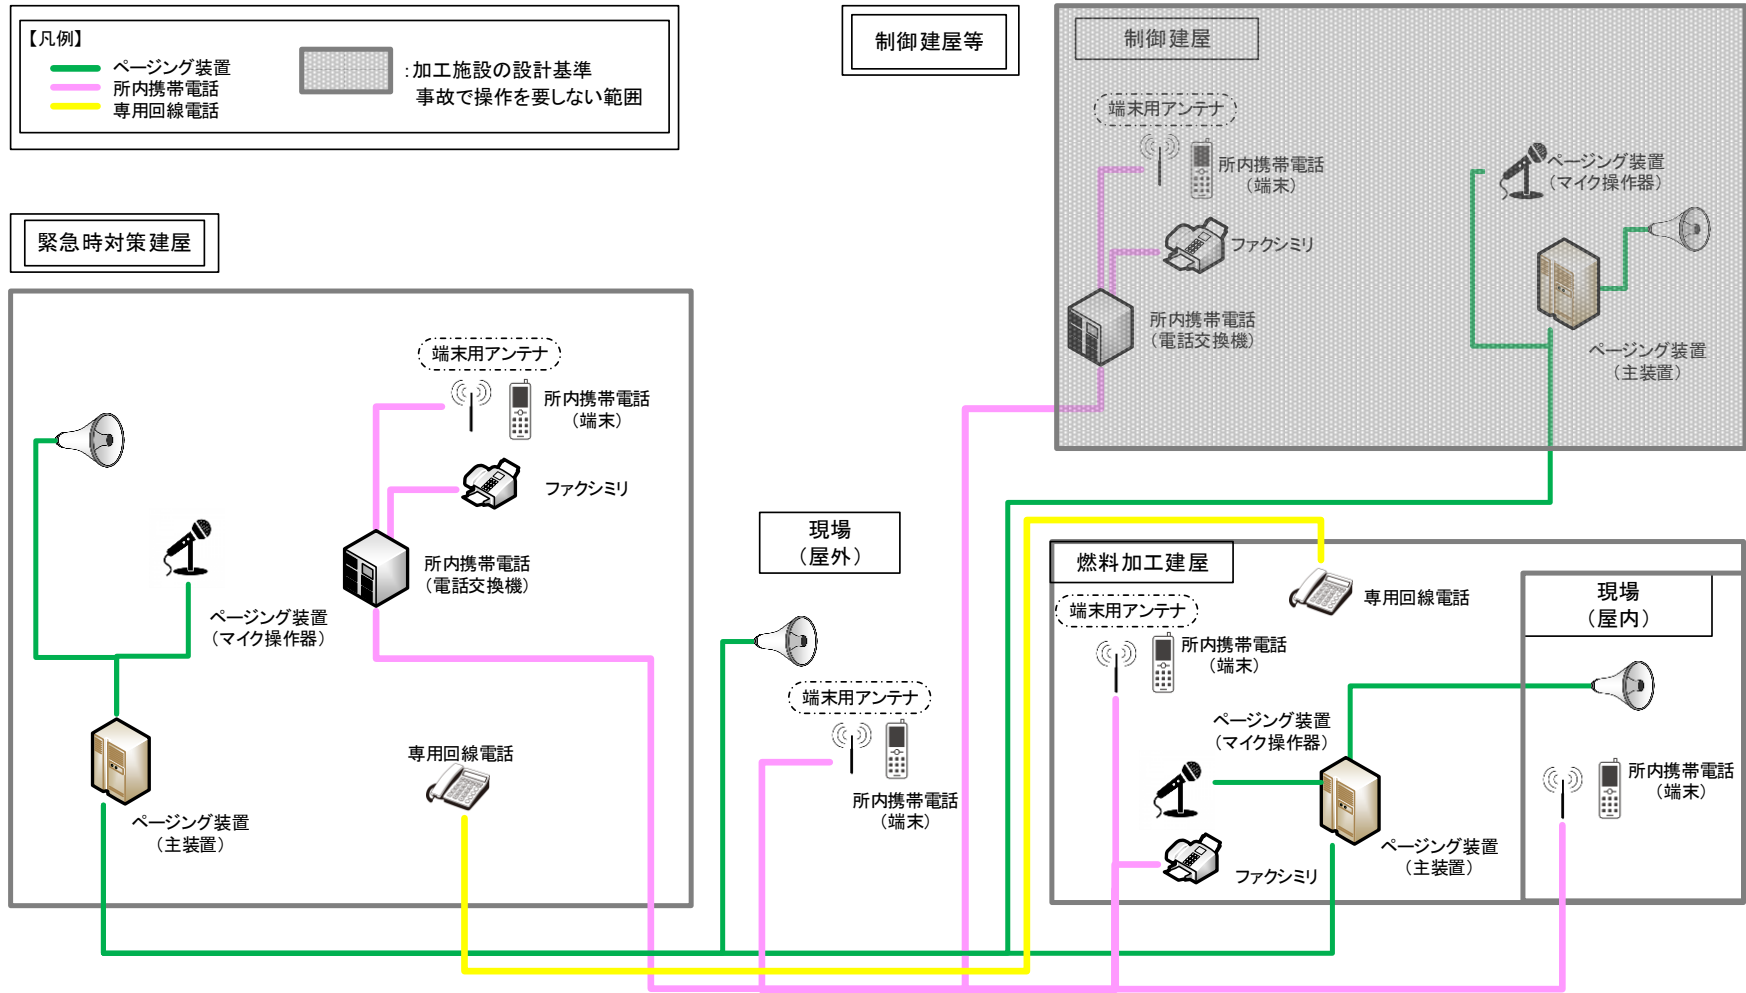 【凡例】
ページング装置
所内携帯電話
専用回線電話
:加工施設の設計基準
事故で操作を要しない範囲
制御建屋等
制御建屋
端末用アンテナ
所内携帯電話
(端末)
ファクシミリ
所内携帯電話
(電話交換機)
ページング装置
(マイク操作器)
ページング装置
(主装置)
緊急時対策建屋
端末用アンテナ
所内携帯電話
(端末)
ファクシミリ
所内携帯電話
(電話交換機)
ページング装置
(マイク操作器)
ページング装置
(主装置)
専用回線電話
現場
(屋外)
端末用アンテナ
所内携帯電話
(端末)
燃料加工建屋
専用回線電話
端末用アンテナ
所内携帯電話
(端末)
ページング装置
(マイク操作器)
ファクシミリ
ページング装置
(主装置)
現場
(屋内)
所内携帯電話
(端末)